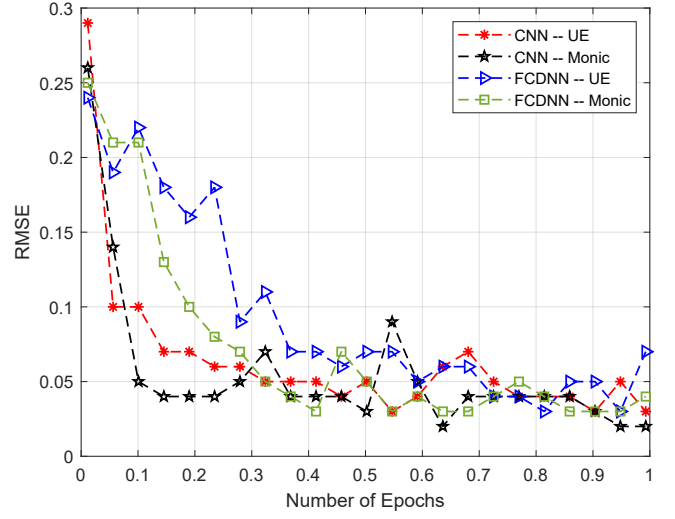 0.3
0.25
0.2
0.15
0.1
0.05
0
RMSE
CNN -- UE
CNN -- Monic
FCDNN -- UE
FCDNN -- Monic
0 0.1 0.2 0.3 0.4 0.5 0.6 0.7 0.8 0.9 1
Number of Epochs